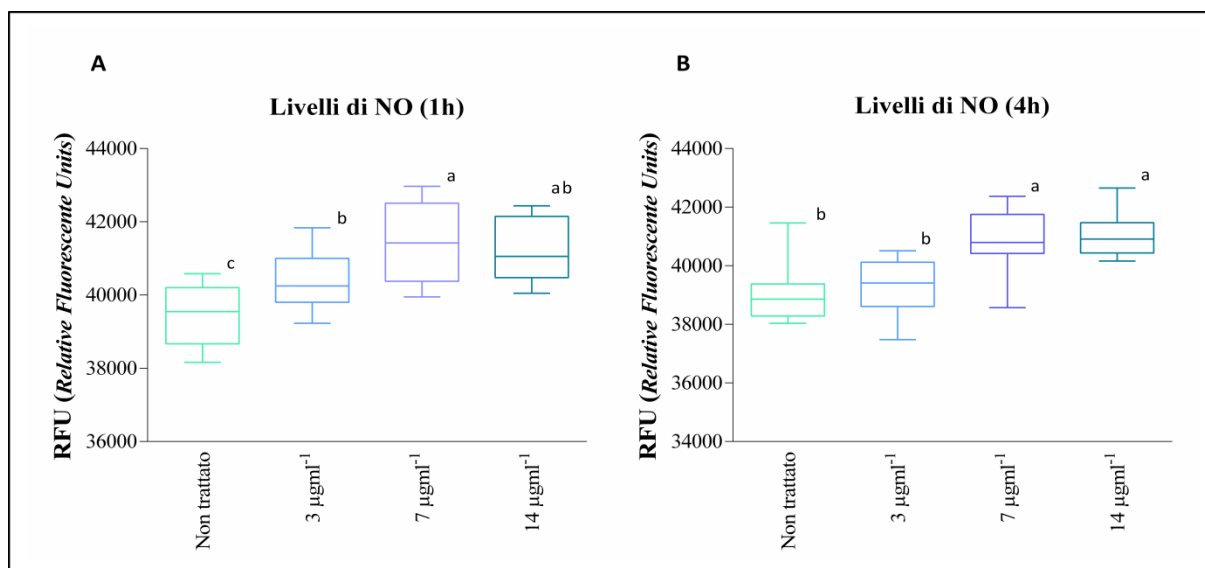 A
Livelli di NO (1h)
RFU (Relative Fluorescente Units)
44000
42000
40000
38000
36000
c
b
a
ab
Non trattato
3 µgml⁻¹
7 µgml⁻¹
14 µgml⁻¹
B
Livelli di NO (4h)
RFU (Relative Fluorescente Units)
44000
42000
40000
38000
36000
34000
b
b
a
a
Non trattato
3 µgml⁻¹
7 µgml⁻¹
14 µgml⁻¹